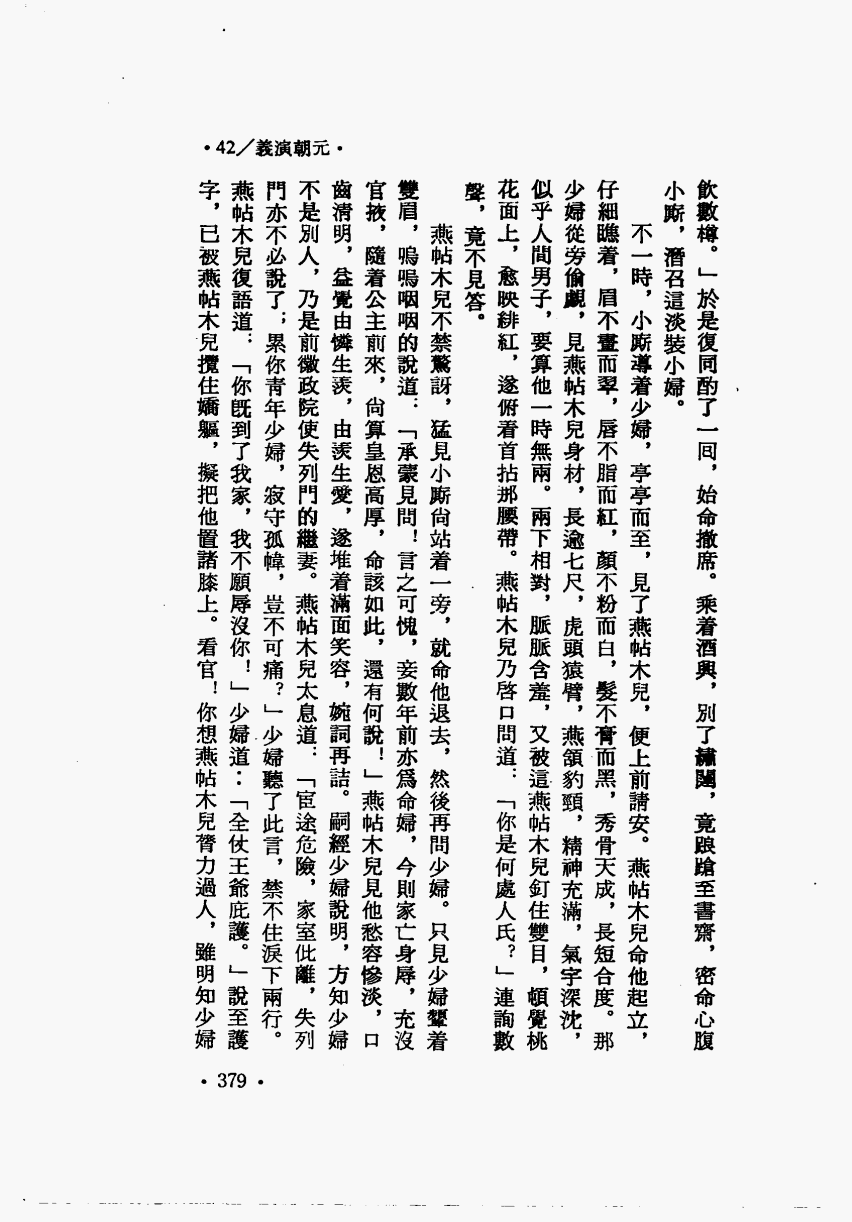 •42／義演朝元•
飲數樽。」於是復同酌了一回，始命撤席。乘着酒興，別了繡闥，竟踉蹌至書齋，密命心腹
小廝，潛召這淡裝小婦。
不一時，小廝導着少婦，亭亭而至，見了燕帖木兒，便上前請安。燕帖木兒命他起立，
仔細瞧着，眉不畫而翠，唇不脂而紅，顏不粉而白，髮不膏而黑，秀骨天成，長短合度。那
少婦從旁偷覷，見燕帖木兒身材，長逾七尺，虎頭猿臂，燕頷豹頸，精神充滿，氣宇深沈，
似乎人間男子，要算他一時無兩。兩下相對，脈脈含羞，又被這燕帖木兒釘住雙目，頓覺桃
花面上，愈映緋紅，遂俯着首拈那腰帶。燕帖木兒乃啓口問道：「你是何處人氏？」連詢數
聲，竟不見答。
燕帖木兒不禁驚訝，猛見小廝尙站着一旁，就命他退去，然後再問少婦。只見少婦顰着
雙眉，嗚嗚咽咽的說道：「承蒙見問！言之可愧，妾數年前亦爲命婦，今則家亡身辱，充沒
官掖，隨着公主前來，尙算皇恩高厚，命該如此，還有何說！」燕帖木兒見他愁容慘淡，口
齒清明，益覺由憐生羨，由羨生愛，遂堆着滿面笑容，婉詞再詰。嗣經少婦說明，方知少婦
不是別人，乃是前徽政院使失列門的繼妻。燕帖木兒太息道：「宦途危險，家室仳離，失列
門亦不必說了；累你靑年少婦，寂守孤幃，豈不可痛？」少婦聽了此言，禁不住淚下兩行。
燕帖木兒復語道：「你旣到了我家，我不願辱沒你！」少婦道：「全仗王爺庇護。」說至護
字，已被燕帖木兒攬住嬌軀，擬把他置諸膝上。看官！你想燕帖木兒膂力過人，雖明知少婦
•379•